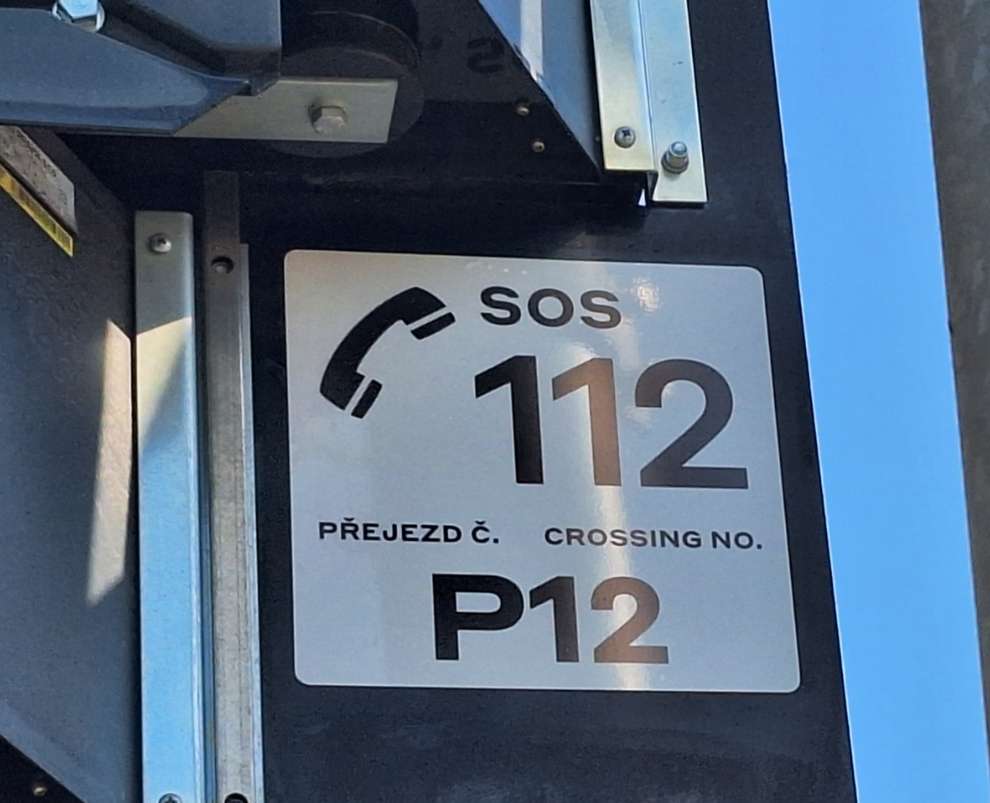 SOS
112
PŘEJEZD Č. CROSSING NO.
P12